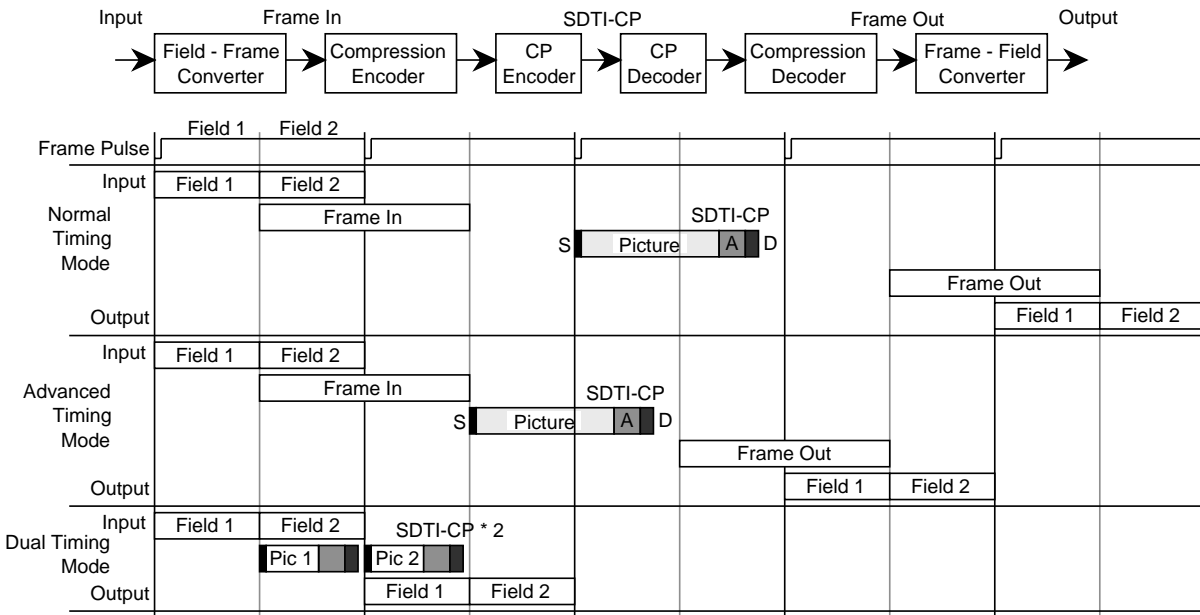 Input Frame In SDTI-CP Frame Out Output
Field - Frame Converter
Compression Encoder
CP Encoder
CP Decoder
Compression Decoder
Frame - Field Converter
Field 1 Field 2
Frame Pulse
Input Field 1 Field 2
Normal Timing Mode
Frame In
SDTI-CP
S Picture A D
Frame Out
Output Field 1 Field 2
Input Field 1 Field 2
Advanced Timing Mode
Frame In
SDTI-CP
S Picture A D
Frame Out
Output Field 1 Field 2
Input Field 1 Field 2
Dual Timing Mode
SDTI-CP * 2
Pic 1 Pic 2
Output Field 1 Field 2